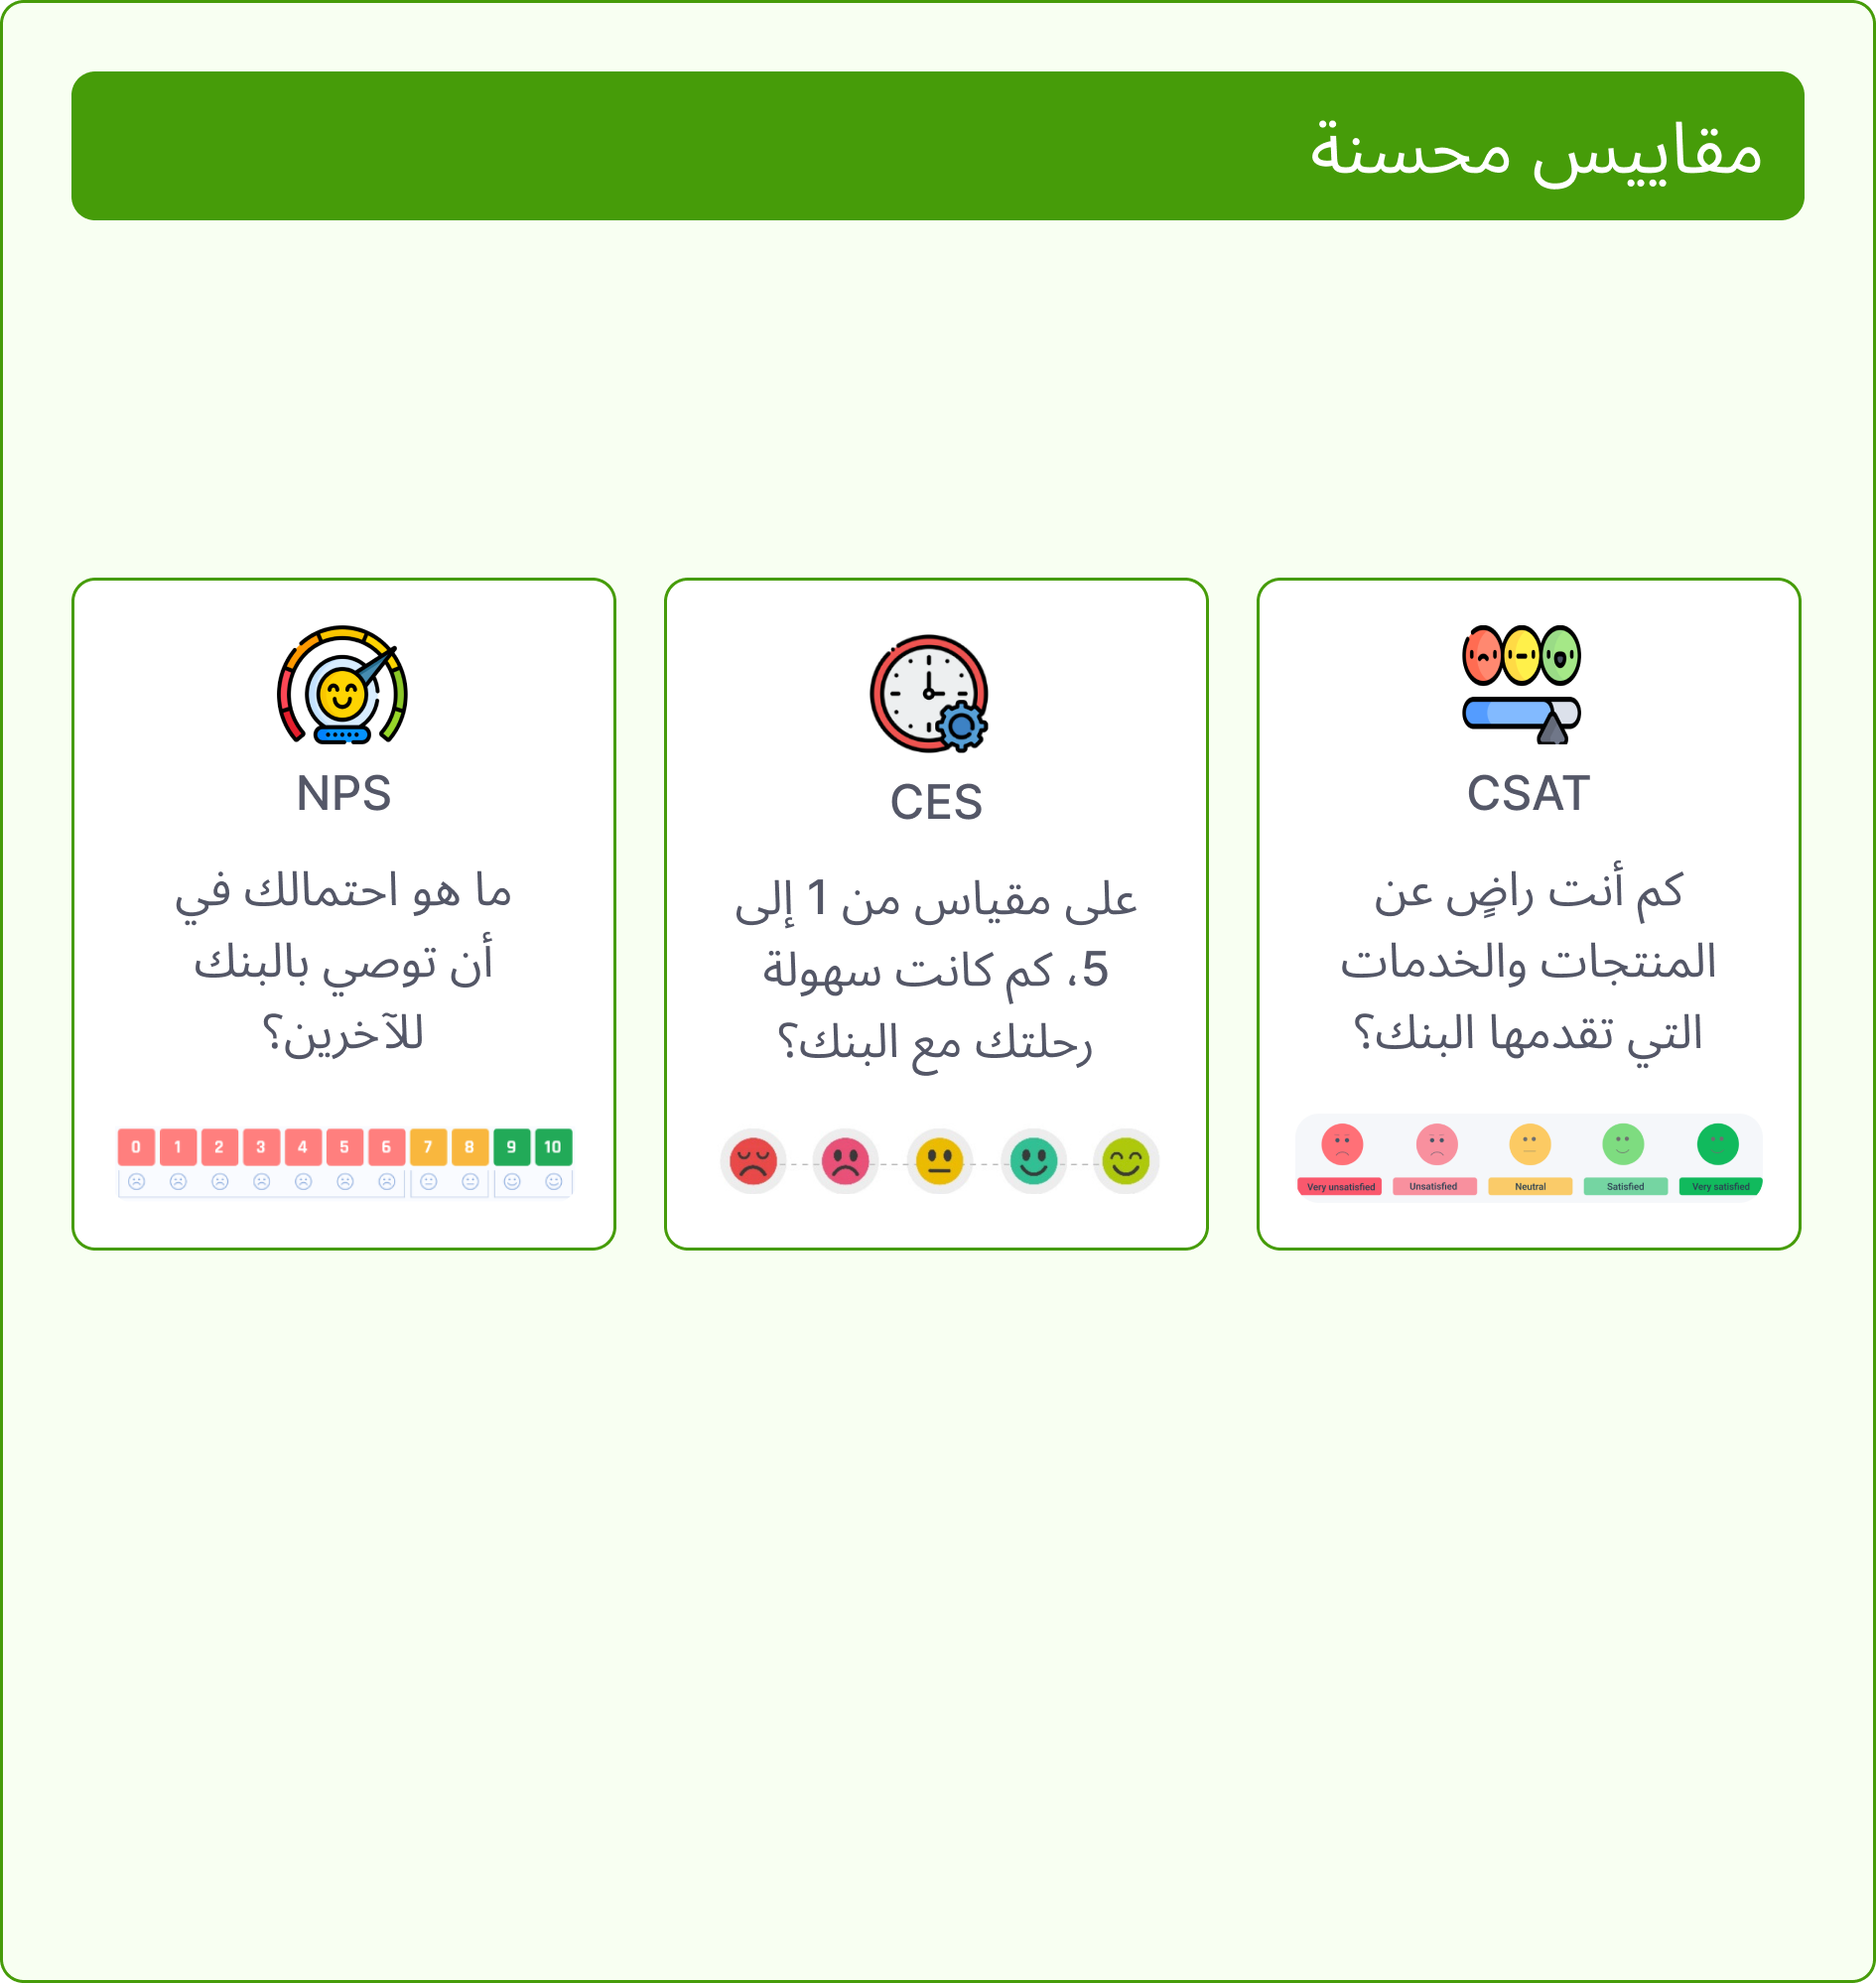 مقاييس محسنة
CSAT
كم أنت راضٍ عن
المنتجات والخدمات
التي تقدمها البنك؟
Very unsatisfied
Unsatisfied
Neutral
Satisfied
Very satisfied
CES
على مقياس من 1 إلى
5، كم كانت سهولة
رحلتك مع البنك؟
NPS
ما هو احتمالك في
أن توصي بالبنك
للآخرين؟
0 1 2 3 4 5 6 7 8 9 10